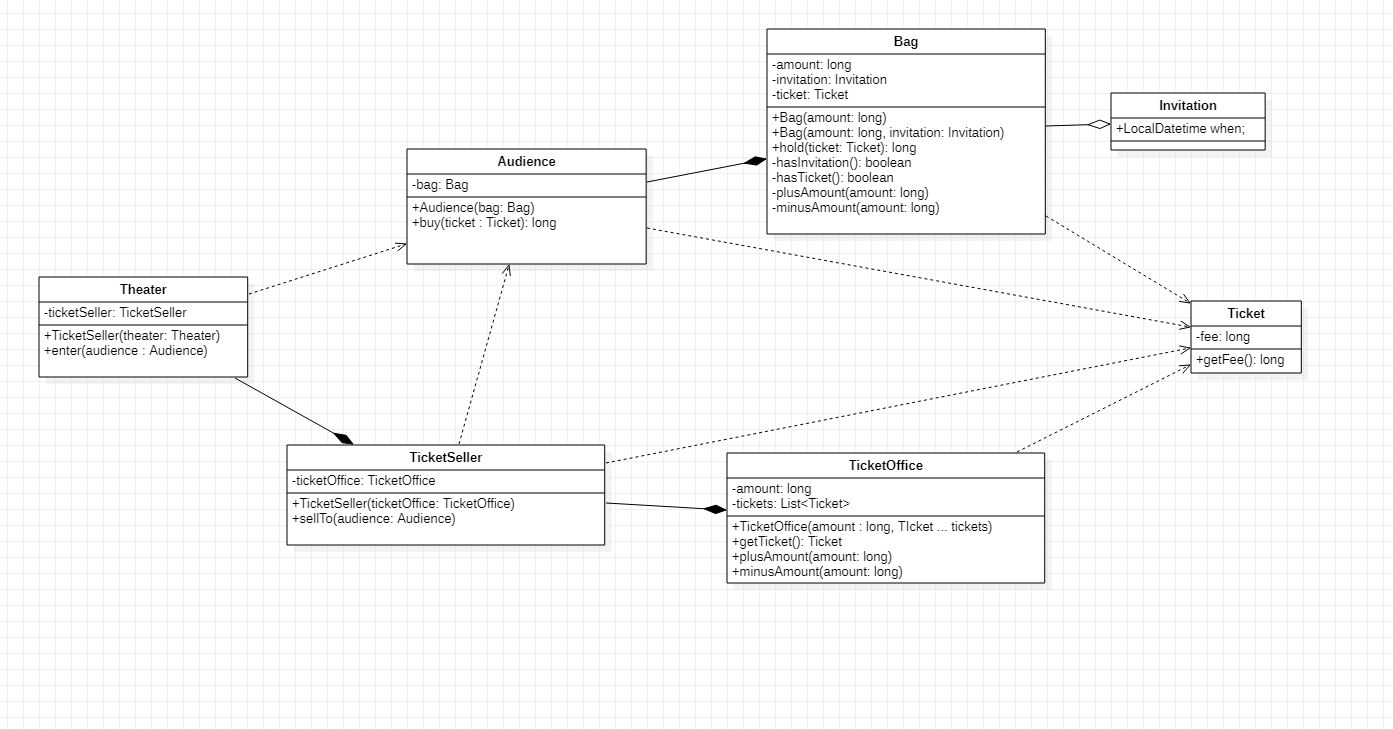 Bag
-amount: long
-invitation: Invitation
-ticket: Ticket
+Bag(amount: long)
+Bag(amount: long, invitation: Invitation)
+hold(ticket: Ticket): long
-hasInvitation(): boolean
-hasTicket(): boolean
-plusAmount(amount: long)
-minusAmount(amount: long)
Invitation
+LocalDatetime when;
Audience
-bag: Bag
+Audience(bag: Bag)
+buy(ticket : Ticket): long
Theater
-ticketSeller: TicketSeller
+TicketSeller(theater: Theater)
+enter(audience : Audience)
Ticket
-fee: long
+getFee(): long
TicketSeller
-ticketOffice: TicketOffice
+TicketSeller(ticketOffice: TicketOffice)
+sellTo(audience: Audience)
TicketOffice
-amount: long
-tickets: List<Ticket>
+TicketOffice(amount : long, TIcket ... tickets)
+getTicket(): Ticket
+plusAmount(amount: long)
+minusAmount(amount: long)